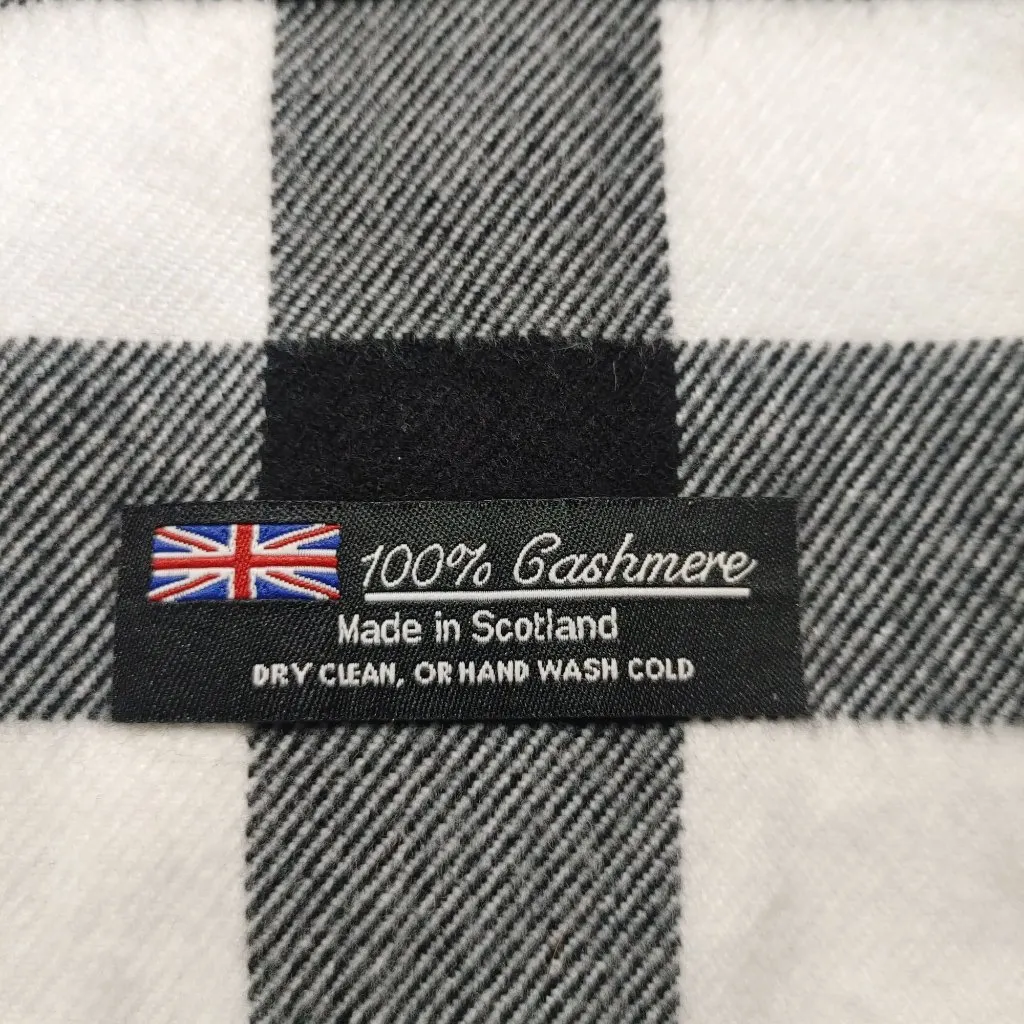 100% Cashmere
Made in Scotland
DRY CLEAN, OR HAND WASH COLD